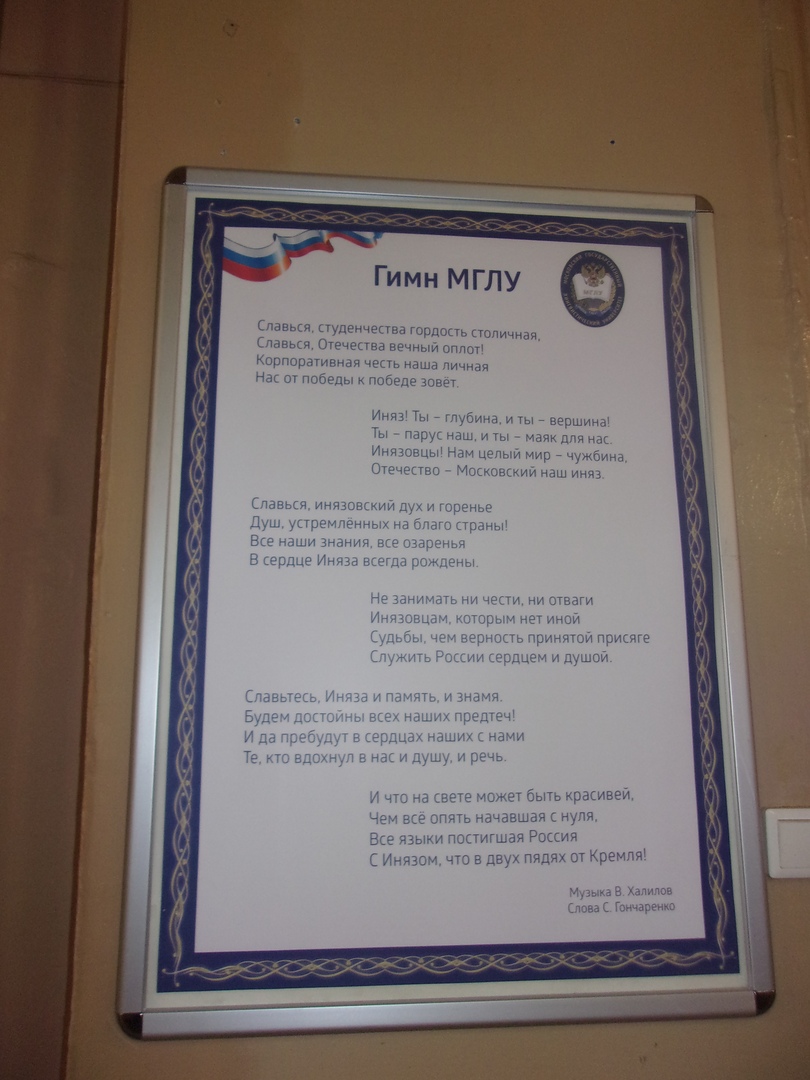 Гимн МГЛУ
МОСКОВСКИЙ ГОСУДАРСТВЕННЫЙ
ЛИНГВИСТИЧЕСКИЙ УНИВЕРСИТЕТ
МГЛУ
Славься, студенчества гордость столичная,
Славься, Отечества вечный оплот!
Корпоративная честь наша личная
Нас от победы к победе зовёт.
Иняз! Ты – глубина, и ты – вершина!
Ты – парус наш, и ты – маяк для нас.
Инязовцы! Нам целый мир – чужбина,
Отечество – Московский наш иняз.
Славься, инязовский дух и горенье
Душ, устремлённых на благо страны!
Все наши знания, все озаренья
В сердце Иняза всегда рождены.
Не занимать ни чести, ни отваги
Инязовцам, которым нет иной
Судьбы, чем верность принятой присяге
Служить России сердцем и душой.
Славьтесь, Иняза и память, и знамя.
Будем достойны всех наших предтеч!
И да пребудут в сердцах наших с нами
Те, кто вдохнул в нас и душу, и речь.
И что на свете может быть красивей,
Чем всё опять начавшая с нуля,
Все языки постигшая Россия
С Инязом, что в двух пядях от Кремля!
Музыка В. Халилов
Слова С. Гончаренко